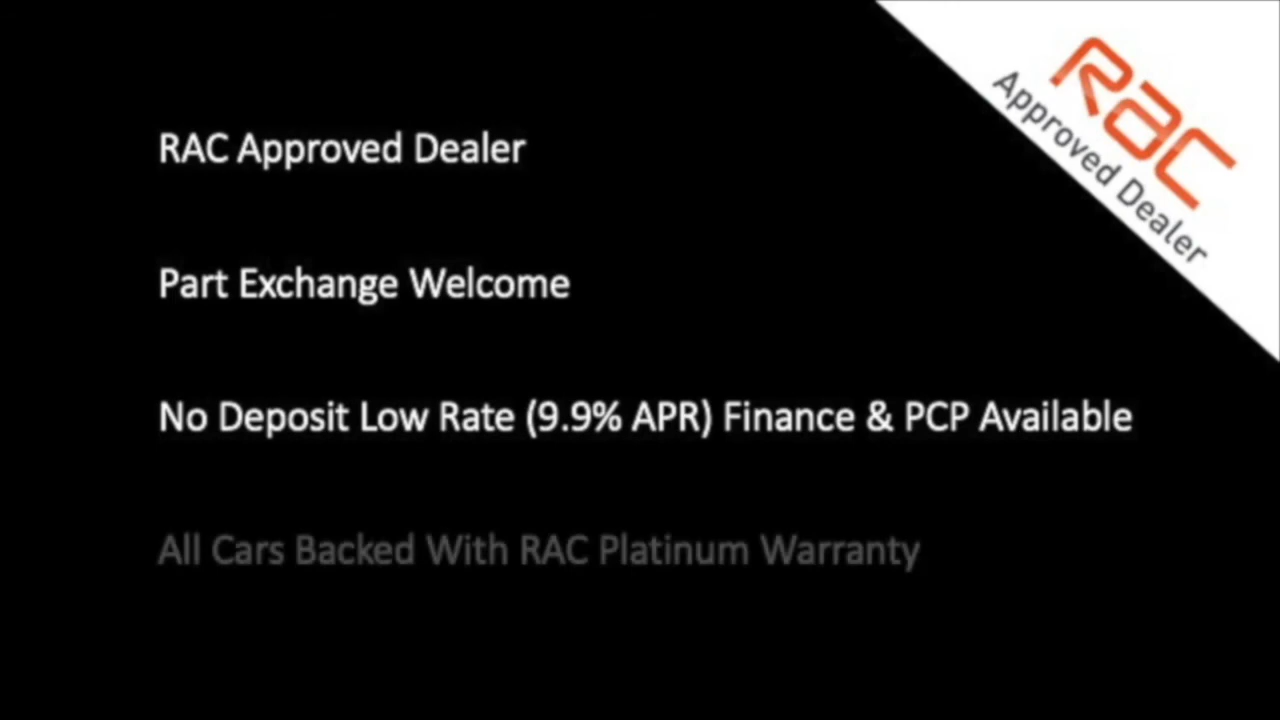 RAC
Approved Dealer
RAC Approved Dealer
Part Exchange Welcome
No Deposit Low Rate (9.9% APR) Finance & PCP Available
All Cars Backed With RAC Platinum Warranty